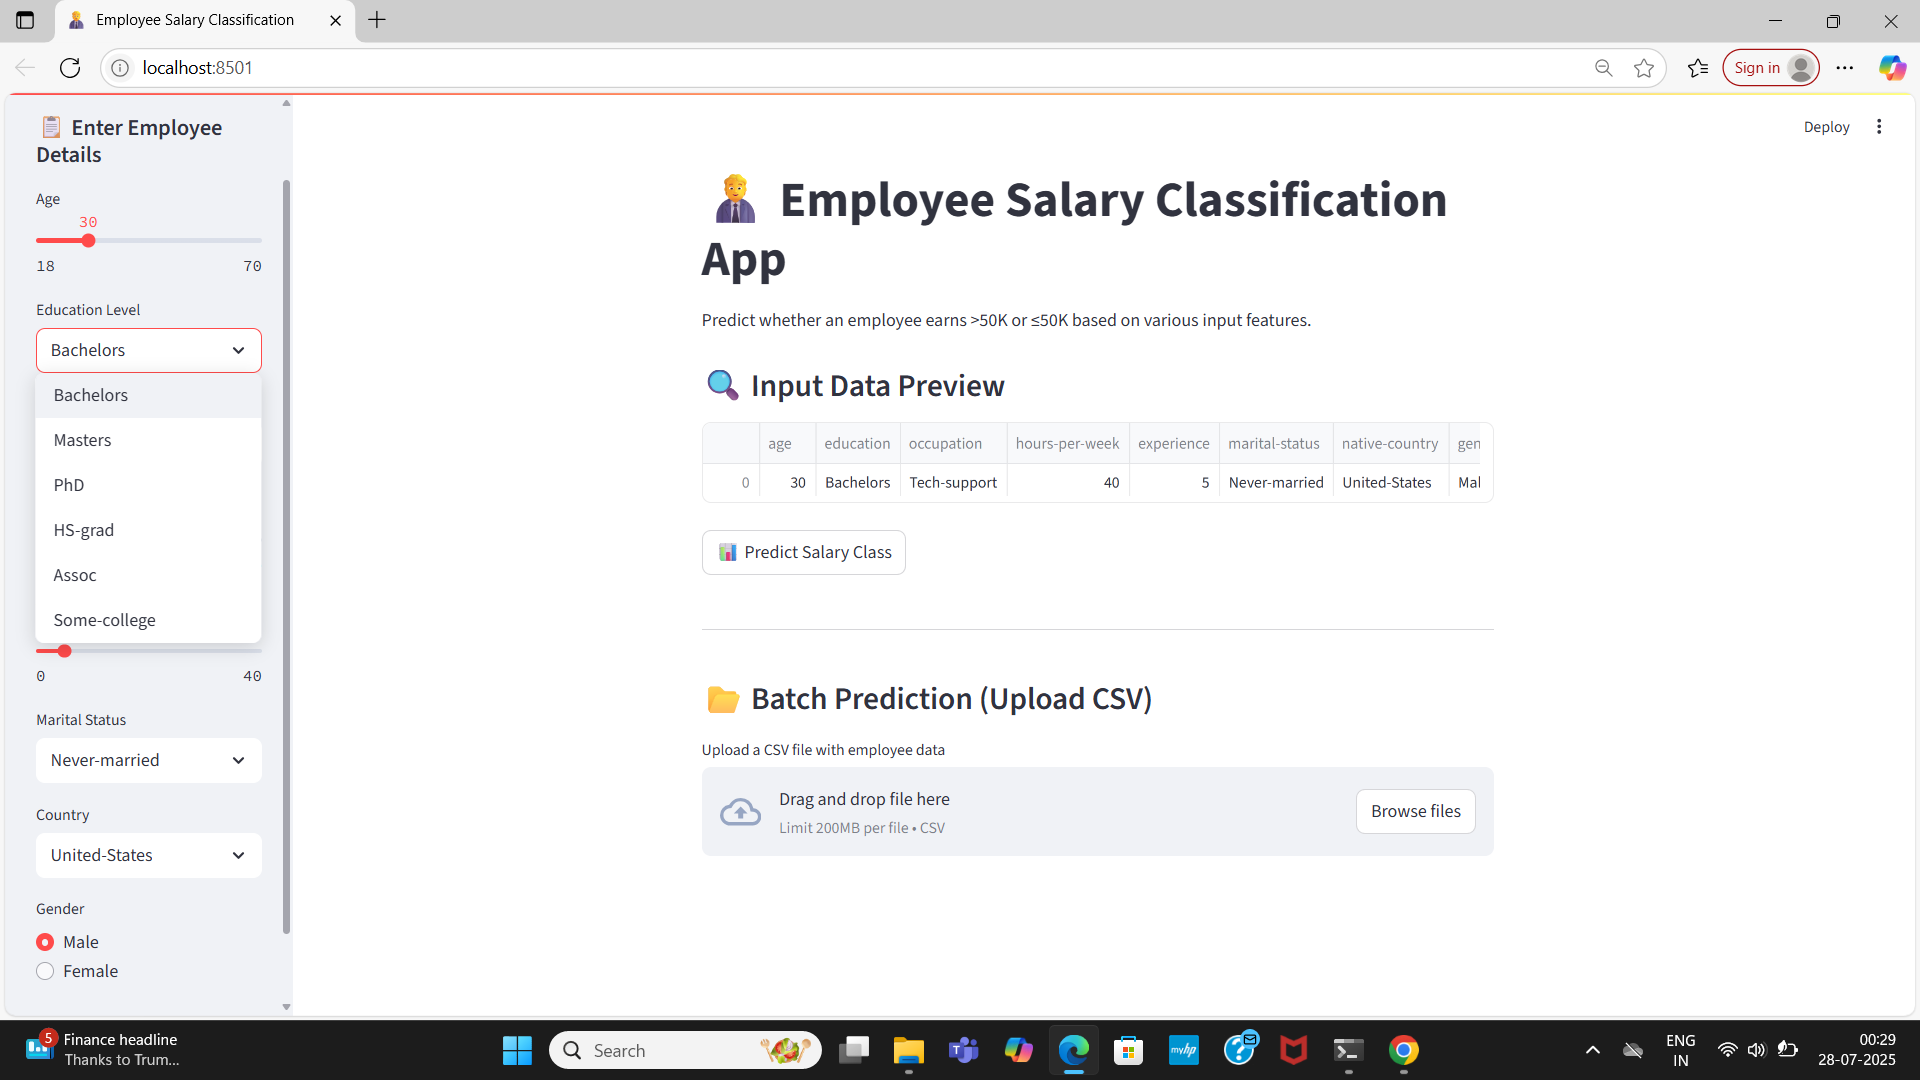 Employee Salary Classification
localhost:8501
Sign in
Enter Employee
Details
Age
30
18 70
Education Level
Bachelors
Bachelors
Masters
PhD
HS-grad
Assoc
Some-college
0 40
Marital Status
Never-married
Country
United-States
Gender
Male
Female
Deploy
Employee Salary Classification
App
Predict whether an employee earns >50K or ≤50K based on various input features.
Input Data Preview
age education occupation hours-per-week experience marital-status native-country gen
0 30 Bachelors Tech-support 40 5 Never-married United-States Mal
Predict Salary Class
Batch Prediction (Upload CSV)
Upload a CSV file with employee data
Drag and drop file here
Limit 200MB per file • CSV
Browse files
5
Finance headline
Thanks to Trum...
Search
myhp
ENG
IN
00:29
28-07-2025